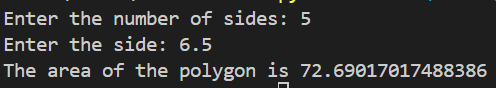 Enter the number of sides: 5
Enter the side: 6.5
The area of the polygon is 72.69017017488386